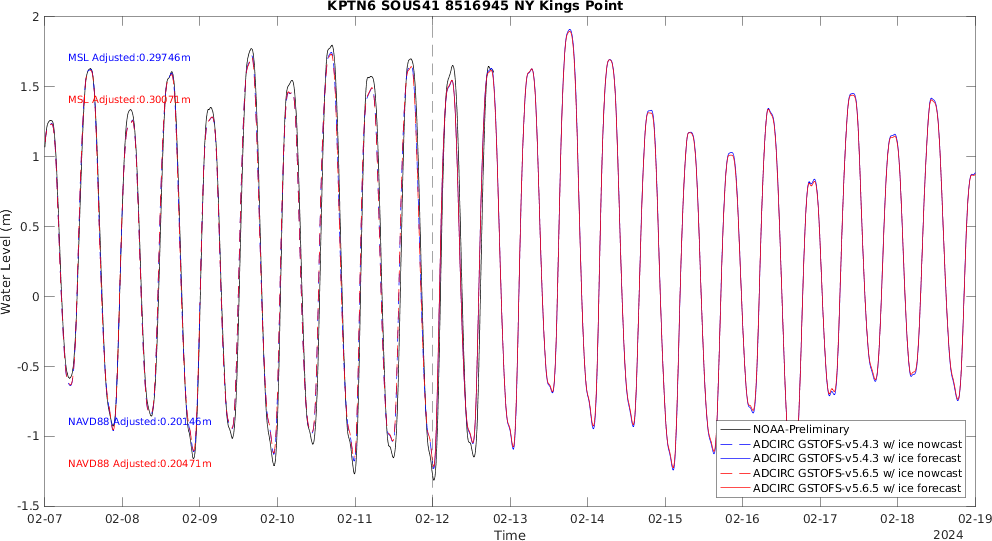 KPTN6 SOUS41 8516945 NY Kings Point
2
MSL Adjusted:0.29746m
1.5
MSL Adjusted:0.30071m
1
0.5
Water Level (m)
0
-0.5
NAVD88 Adjusted:0.20146m
-1
NAVD88 Adjusted:0.20471m
-1.5
NOAA-Preliminary
ADCIRC GSTOFS-v5.4.3 w/ ice nowcast
ADCIRC GSTOFS-v5.4.3 w/ ice forecast
ADCIRC GSTOFS-v5.6.5 w/ ice nowcast
ADCIRC GSTOFS-v5.6.5 w/ ice forecast
02-07 02-08 02-09 02-10 02-11 02-12 02-13 02-14 02-15 02-16 02-17 02-18 02-19
Time
2024